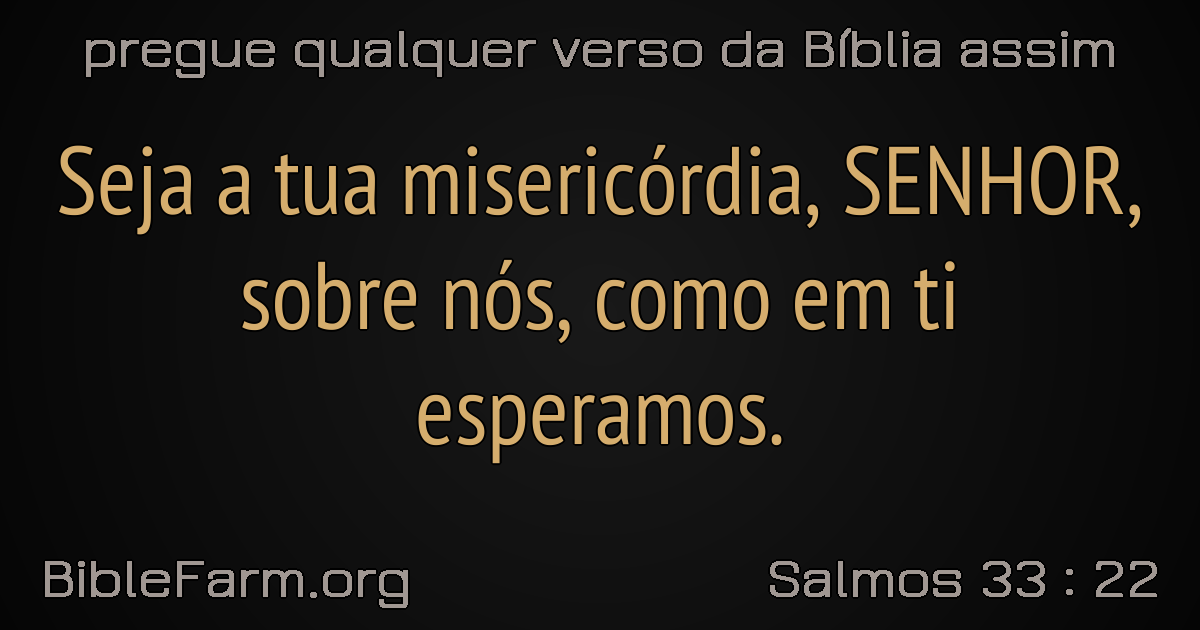 pregue qualquer verso da Bíblia assim
Seja a tua misericórdia, SENHOR,
sobre nós, como em ti
esperamos.
BibleFarm.org
Salmos 33 : 22